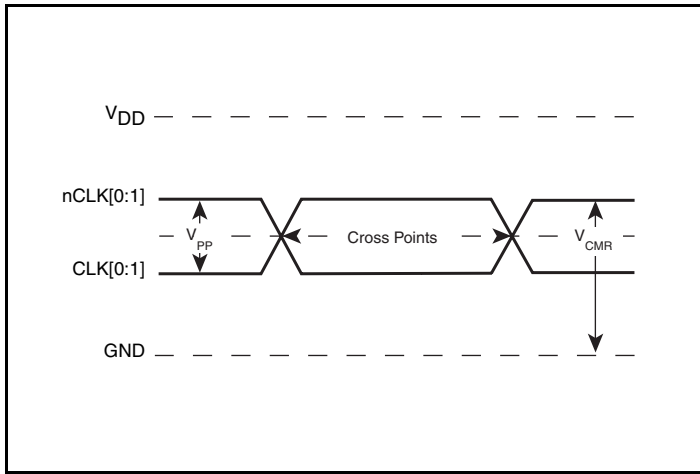 VDD
nCLK[0:1]
VPP
Cross Points
VCMR
CLK[0:1]
GND